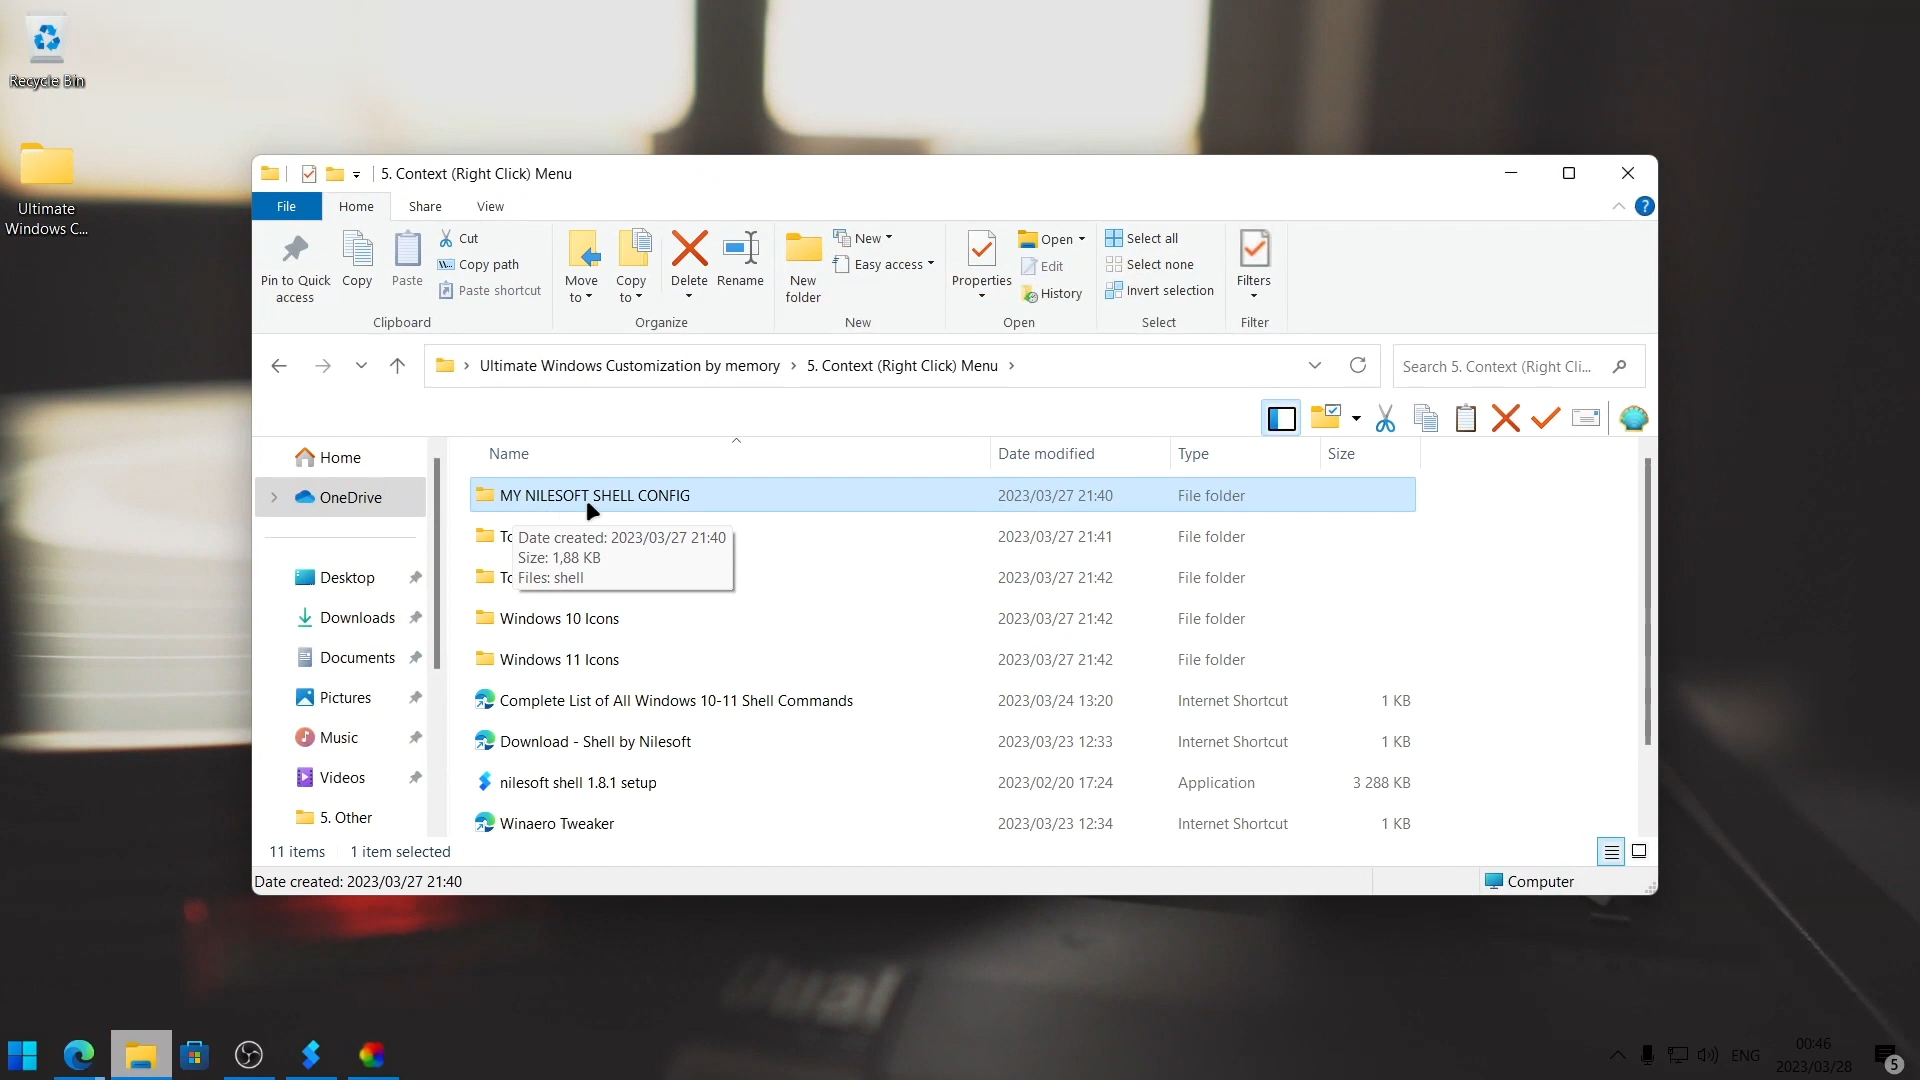 Recycle Bin
Ultimate
Windows C...
5. Context (Right Click) Menu
File
Home
Share
View
Pin to Quick
access
Copy
Paste
Cut
Copy path
Paste shortcut
Clipboard
Move
to
Copy
to
Delete
Rename
Organize
New
folder
New
Easy access
New
Properties
Open
Edit
History
Open
Select all
Select none
Invert selection
Select
Filters
Filter
Ultimate Windows Customization by memory
5. Context (Right Click) Menu
Search 5. Context (Right Cli...
Home
OneDrive
Desktop
Downloads
Documents
Pictures
Music
Videos
5. Other
Name Date modified Type Size
MY NILESOFT SHELL CONFIG 2023/03/27 21:40 File folder
2023/03/27 21:41 File folder
2023/03/27 21:42 File folder
Date created: 2023/03/27 21:40
Size: 1,88 KB
Files: shell
Windows 10 Icons 2023/03/27 21:42 File folder
Windows 11 Icons 2023/03/27 21:42 File folder
Complete List of All Windows 10-11 Shell Commands 2023/03/24 13:20 Internet Shortcut 1 KB
Download - Shell by Nilesoft 2023/03/23 12:33 Internet Shortcut 1 KB
nilesoft shell 1.8.1 setup 2023/02/20 17:24 Application 3 288 KB
Winaero Tweaker 2023/03/23 12:34 Internet Shortcut 1 KB
11 items 1 item selected
Date created: 2023/03/27 21:40
Computer
Dual
ENG
00:46
2023/03/28
5